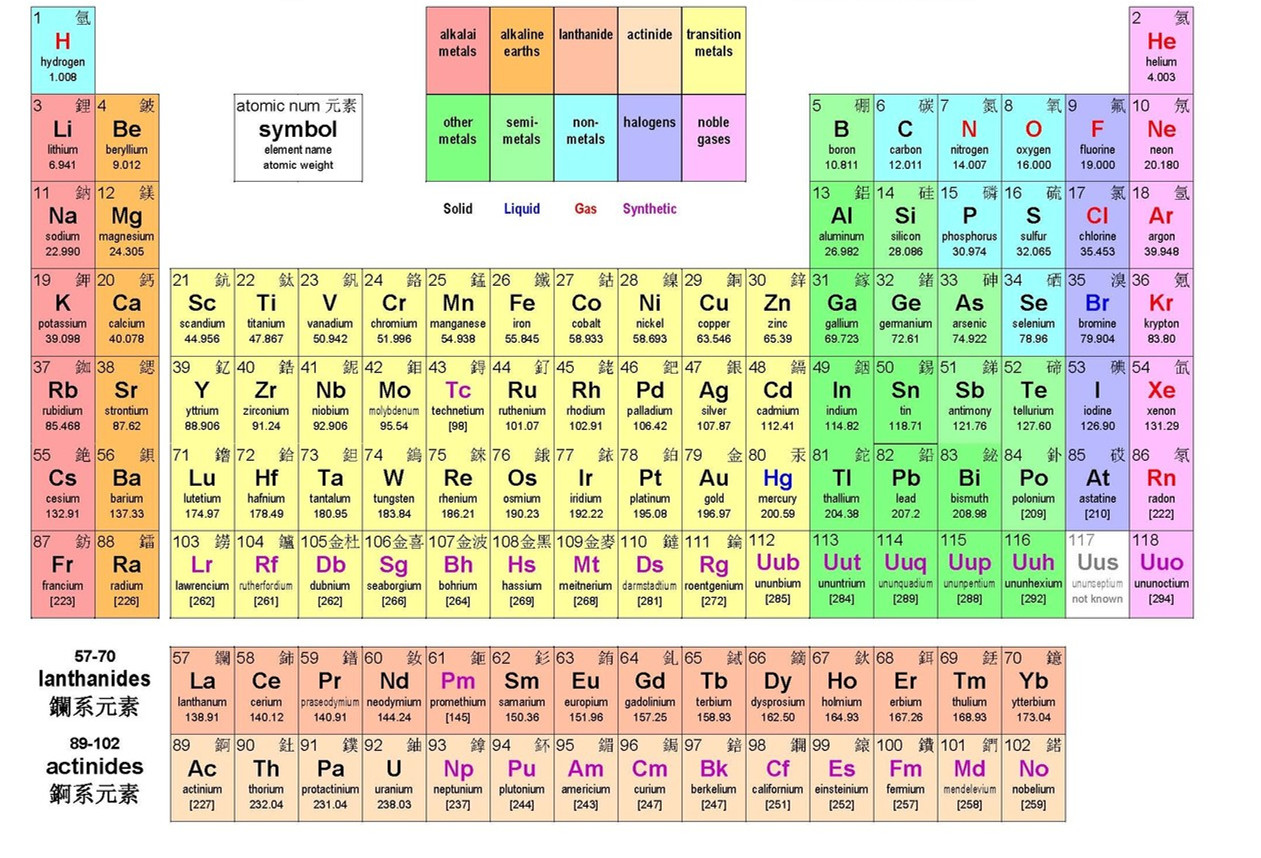 1 氫 2 氦
H alkalai alkaline lanthanide actinide transition He
hydrogen metals earths metals helium
1.008 4.003
3 鋰 4 鈹 atomic num 元素 other semi- non- halogens noble 5 硼 6 碳 7 氮 8 氧 9 氟 10 氖
Li Be symbol metals metals metals gases B C N O F Ne
lithium beryllium element name boron carbon nitrogen oxygen fluorine neon
6.941 9.012 atomic weight 10.811 12.011 14.007 16.000 19.000 20.180
11 鈉 12 鎂 13 鋁 14 硅 15 磷 16 硫 17 氯 18 氬
Na Mg Solid Liquid Gas Synthetic Al Si P S Cl Ar
sodium magnesium aluminum silicon phosphorus sulfur chlorine argon
22.990 24.305 26.982 28.086 30.974 32.065 35.453 39.948
19 鉀 20 鈣 21 鈧 22 鈦 23 釩 24 鉻 25 錳 26 鐵 27 鈷 28 鎳 29 銅 30 鋅 31 鎵 32 鍺 33 砷 34 硒 35 溴 36 氪
K Ca Sc Ti V Cr Mn Fe Co Ni Cu Zn Ga Ge As Se Br Kr
potassium calcium scandium titanium vanadium chromium manganese iron cobalt nickel copper zinc gallium germanium arsenic selenium bromine krypton
39.098 40.078 44.956 47.867 50.942 51.996 54.938 55.845 58.933 58.693 63.546 65.39 69.723 72.61 74.922 78.96 79.904 83.80
37 銣 38 鍶 39 釔 40 鋯 41 鈮 42 鉬 43 鍀 44 釕 45 銠 46 鈀 47 銀 48 鎘 49 銦 50 錫 51 銻 52 碲 53 碘 54 氙
Rb Sr Y Zr Nb Mo Tc Ru Rh Pd Ag Cd In Sn Sb Te I Xe
rubidium strontium yttrium zirconium niobium molybdenum technetium ruthenium rhodium palladium silver cadmium indium tin antimony tellurium iodine xenon
85.468 87.62 88.906 91.24 92.906 95.54 [98] 101.07 102.91 106.42 107.87 112.41 114.82 118.71 121.76 127.60 126.90 131.29
55 銫 56 鋇 71 鑥 72 鉿 73 鉭 74 鎢 75 錸 76 鋨 77 銥 78 鉑 79 金 80 汞 81 鉈 82 鉛 83 鉍 84 釙 85 砹 86 氡
Cs Ba Lu Hf Ta W Re Os Ir Pt Au Hg Tl Pb Bi Po At Rn
cesium barium lutetium hafnium tantalum tungsten rhenium osmium iridium platinum gold mercury thallium lead bismuth polonium astatine radon
132.91 137.33 174.97 178.49 180.95 183.84 186.21 190.23 192.22 195.08 196.97 200.59 204.38 207.2 208.98 [209] [210] [222]
87 鈁 88 鐳 103 鐒 104 鑪 105金杜 106金喜 107金波 108金黑 109金麥 110 鐽 111 錀 112 113 114 115 116 117 118
Fr Ra Lr Rf Db Sg Bh Hs Mt Ds Rg Uub Uut Uuq Uup Uuh Uus Uuo
francium radium lawrencium rutherfordium dubnium seaborgium bohrium hassium meitnerium darmstadtium roentgenium ununbium ununtrium ununquadium ununpentium ununhexium ununseptium ununoctium
[223] [226] [262] [261] [262] [266] [264] [269] [268] [281] [272] [285] [284] [289] [288] [292] not known [294]
57-70
lanthanides
鑭系元素
57 鑭 58 鈰 59 鐠 60 釹 61 鉕 62 釤 63 銪 64 釓 65 鋱 66 鏑 67 鈥 68 鉺 69 銩 70 鐿
La Ce Pr Nd Pm Sm Eu Gd Tb Dy Ho Er Tm Yb
lanthanum cerium praseodymium neodymium promethium samarium europium gadolinium terbium dysprosium holmium erbium thulium ytterbium
138.91 140.12 140.91 144.24 [145] 150.36 151.96 157.25 158.93 162.50 164.93 167.26 168.93 173.04
89-102
actinides
錒系元素
89 錒 90 釷 91 鏷 92 鈾 93 94 鈈 95 鎇 96 鋦 97 錇 98 鐦 99 鎄 100 鐨 101 鍆 102 鍩
Ac Th Pa U Np Pu Am Cm Bk Cf Es Fm Md No
actinium thorium protactinium uranium neptunium plutonium americium curium berkelium californium einsteinium fermium mendelevium nobelium
[227] 232.04 231.04 238.03 [237] [244] [243] [247] [247] [251] [252] [257] [258] [259]